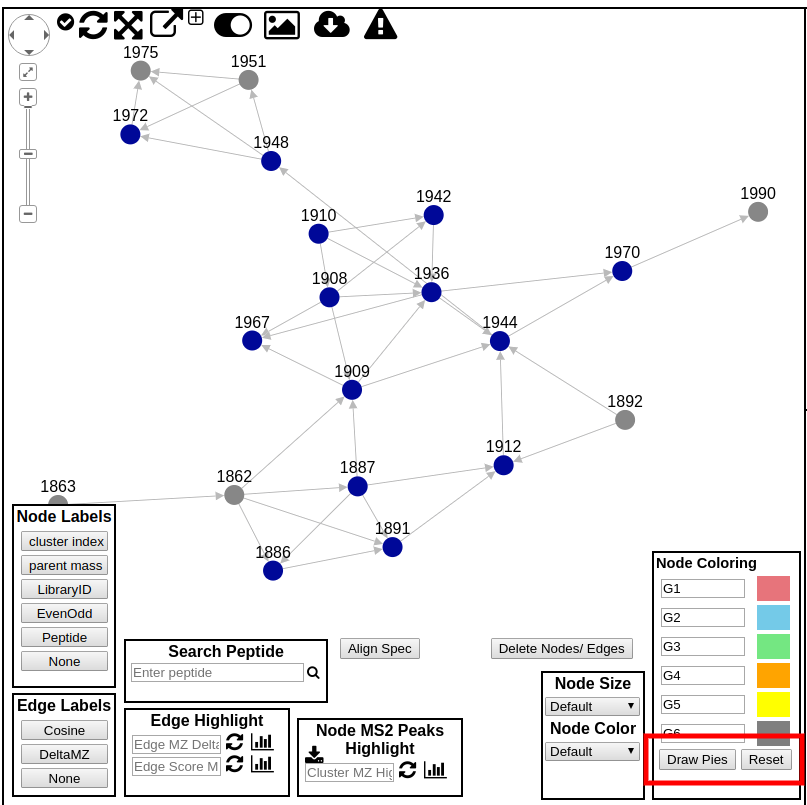 1975
1951
1972
1948
1942
1990
1910
1970
1908
1936
1967
1944
1909
1892
1912
1887
1862
1863
1891
1886
Node Labels
cluster index
parent mass
LibraryID
EvenOdd
Peptide
None
Edge Labels
Cosine
DeltaMZ
None
Search Peptide
Enter peptide
Edge Highlight
Edge MZ Delta
Edge Score M
Align Spec
Node MS2 Peaks
Highlight
Cluster MZ Hig
Delete Nodes/ Edges
Node Size
Default
Node Color
Default
Node Coloring
G1
G2
G3
G4
G5
G6
Draw Pies
Reset